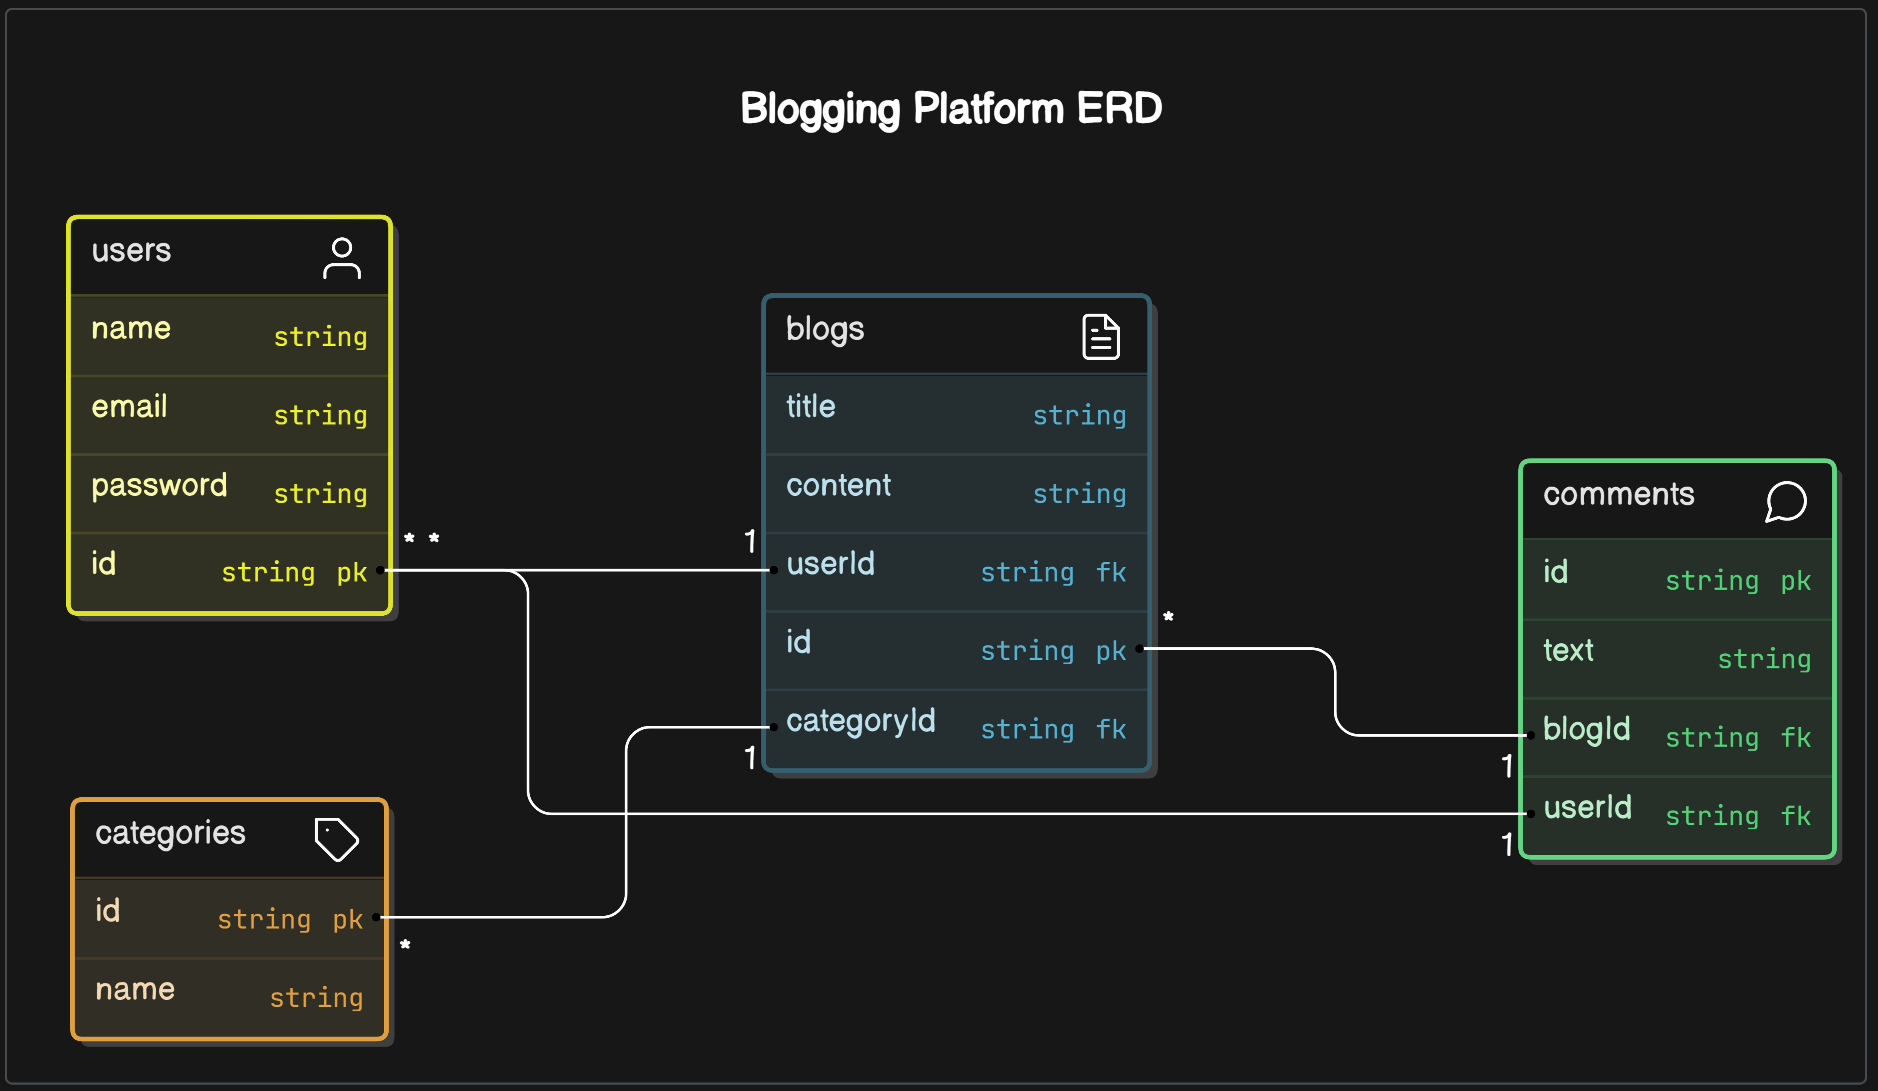 Blogging Platform ERD
users
name string
email string
password string
id string pk
* *
1
blogs
title string
content string
userId string fk
id string pk
categoryId string fk
*
1
comments
id string pk
text string
blogId string fk
userId string fk
1
1
categories
id string pk
name string
*